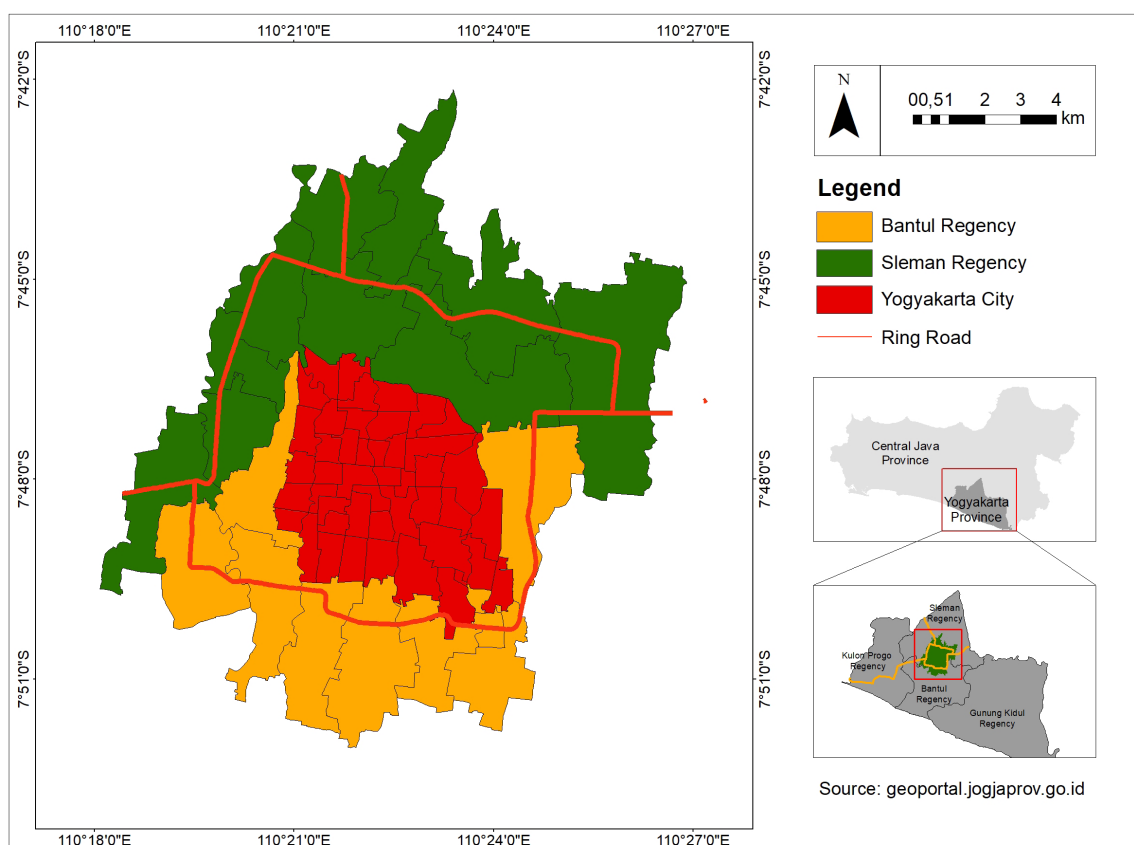 110°18'0"E 110°21'0"E 110°24'0"E 110°27'0"E
7°42'0"S
7°45'0"S
7°48'0"S
7°51'0"S
7°42'0"S
7°45'0"S
7°48'0"S
7°51'0"S
110°18'0"E 110°21'0"E 110°24'0"E 110°27'0"E
N
00,51 2 3 4
km
Legend
Bantul Regency
Sleman Regency
Yogyakarta City
Ring Road
Central Java
Province
Yogyakarta
Province
Sleman
Regency
Kulon Progo
Regency
Bantul
Regency
Gunung Kidul
Regency
Source: geoportal.jogjaprov.go.id